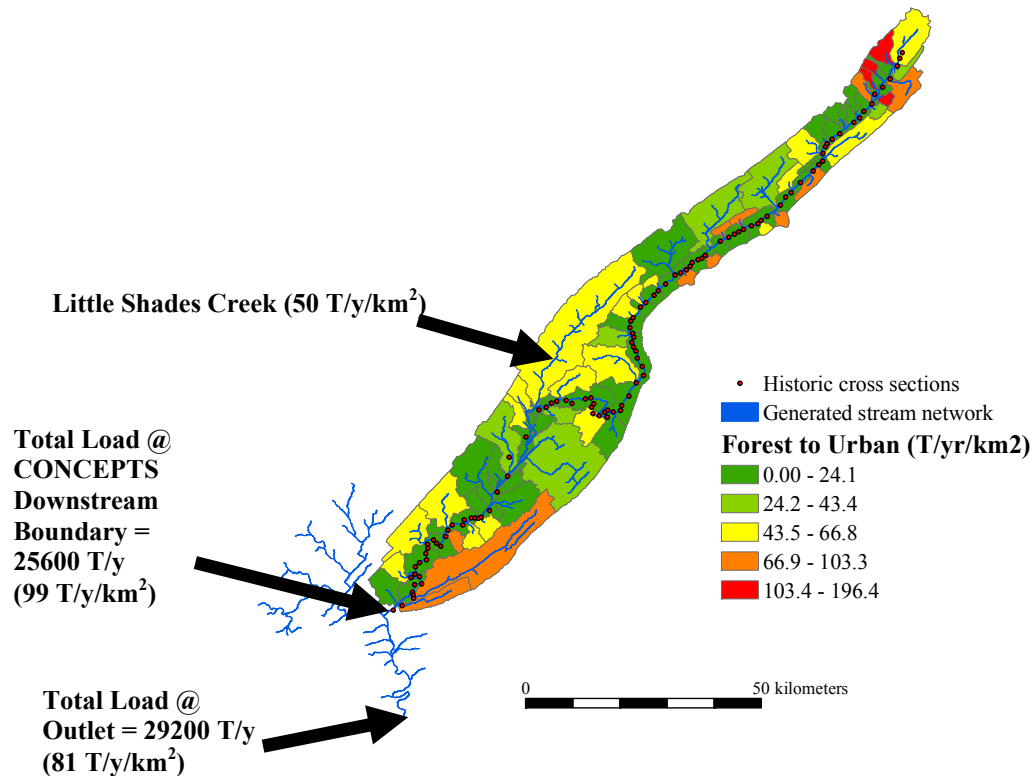 Little Shades Creek (50 T/y/km2)
Total Load @
CONCEPTS
Downstream
Boundary =
25600 T/y
(99 T/y/km2)
Total Load @
Outlet = 29200 T/y
(81 T/y/km2)
Historic cross sections
Generated stream network
Forest to Urban (T/yr/km2)
0.00 - 24.1
24.2 - 43.4
43.5 - 66.8
66.9 - 103.3
103.4 - 196.4
0 50 kilometers